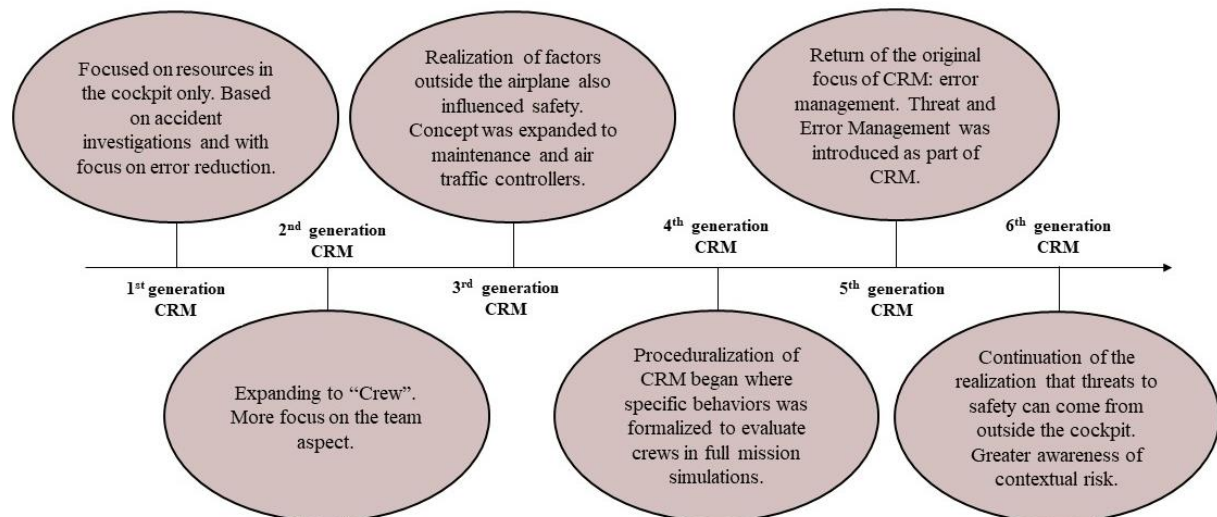 Focused on resources in
the cockpit only. Based
on accident
investigations and with
focus on error reduction.
Realization of factors
outside the airplane also
influenced safety.
Concept was expanded to
maintenance and air
traffic controllers.
Return of the original
focus of CRM: error
management. Threat and
Error Management was
introduced as part of
CRM.
2nd generation
CRM
4th generation
CRM
6th generation
CRM
1st generation
CRM
3rd generation
CRM
5th generation
CRM
Expanding to “Crew”.
More focus on the team
aspect.
Proceduralization of
CRM began where
specific behaviors was
formalized to evaluate
crews in full mission
simulations.
Continuation of the
realization that threats to
safety can come from
outside the cockpit.
Greater awareness of
contextual risk.